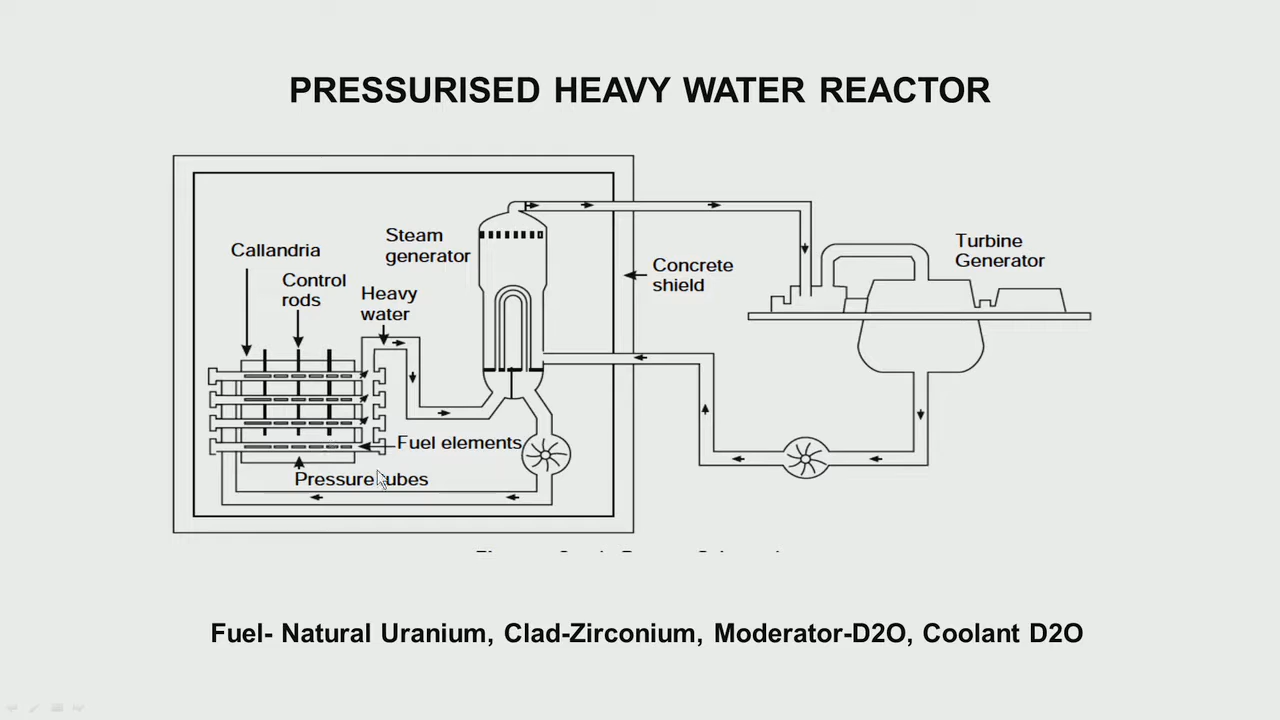 PRESSURISED HEAVY WATER REACTOR
Callandria
Control
rods
Steam
generator
Heavy
water
Concrete
shield
Turbine
Generator
Fuel elements
Pressure tubes
Fuel- Natural Uranium, Clad-Zirconium, Moderator-D2O, Coolant D2O